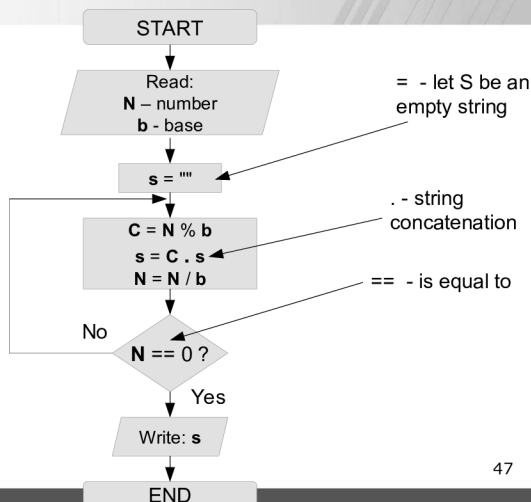 START
Read:
N – number
b - base
= - let S be an
empty string
s = ""
. - string
concatenation
C = N % b
s = C . s
N = N / b
== - is equal to
No
N == 0 ?
Yes
Write: s
47
END